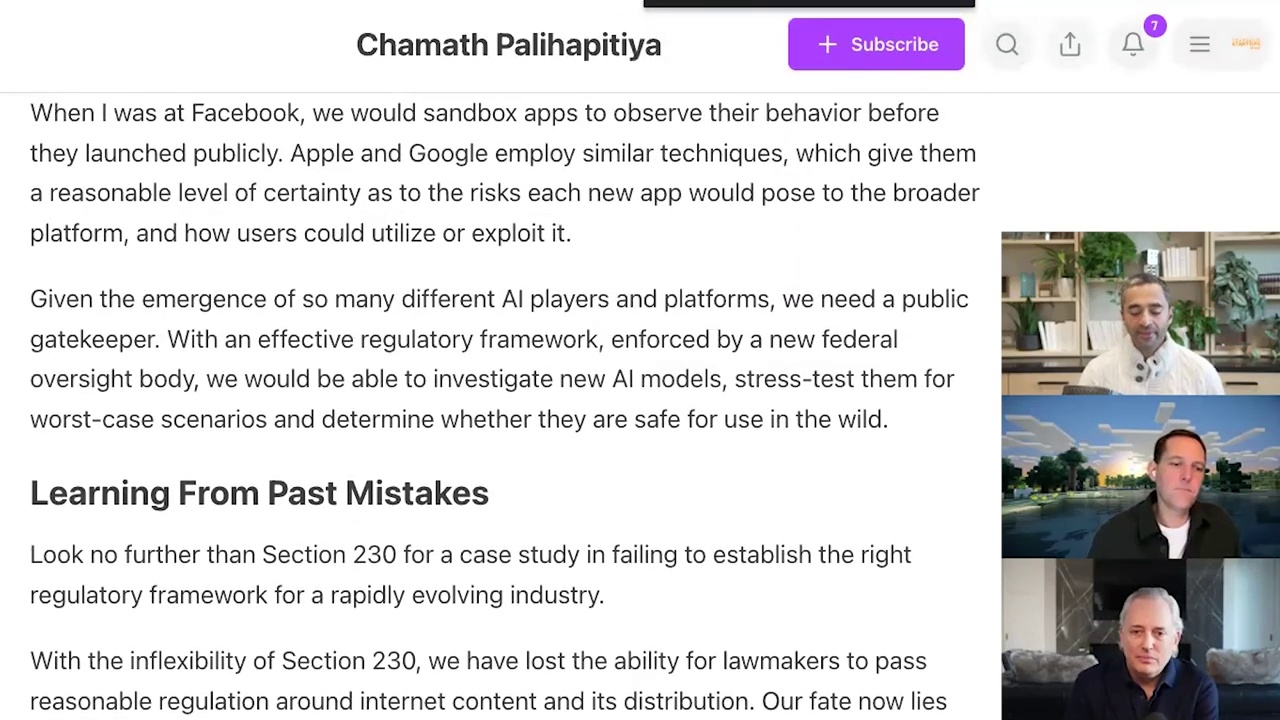 Chamath Palihapitiya
+ Subscribe
7
When I was at Facebook, we would sandbox apps to observe their behavior before
they launched publicly. Apple and Google employ similar techniques, which give them
a reasonable level of certainty as to the risks each new app would pose to the broader
platform, and how users could utilize or exploit it.
Given the emergence of so many different AI players and platforms, we need a public
gatekeeper. With an effective regulatory framework, enforced by a new federal
oversight body, we would be able to investigate new AI models, stress-test them for
worst-case scenarios and determine whether they are safe for use in the wild.
Learning From Past Mistakes
Look no further than Section 230 for a case study in failing to establish the right
regulatory framework for a rapidly evolving industry.
With the inflexibility of Section 230, we have lost the ability for lawmakers to pass
reasonable regulation around internet content and its distribution. Our fate now lies